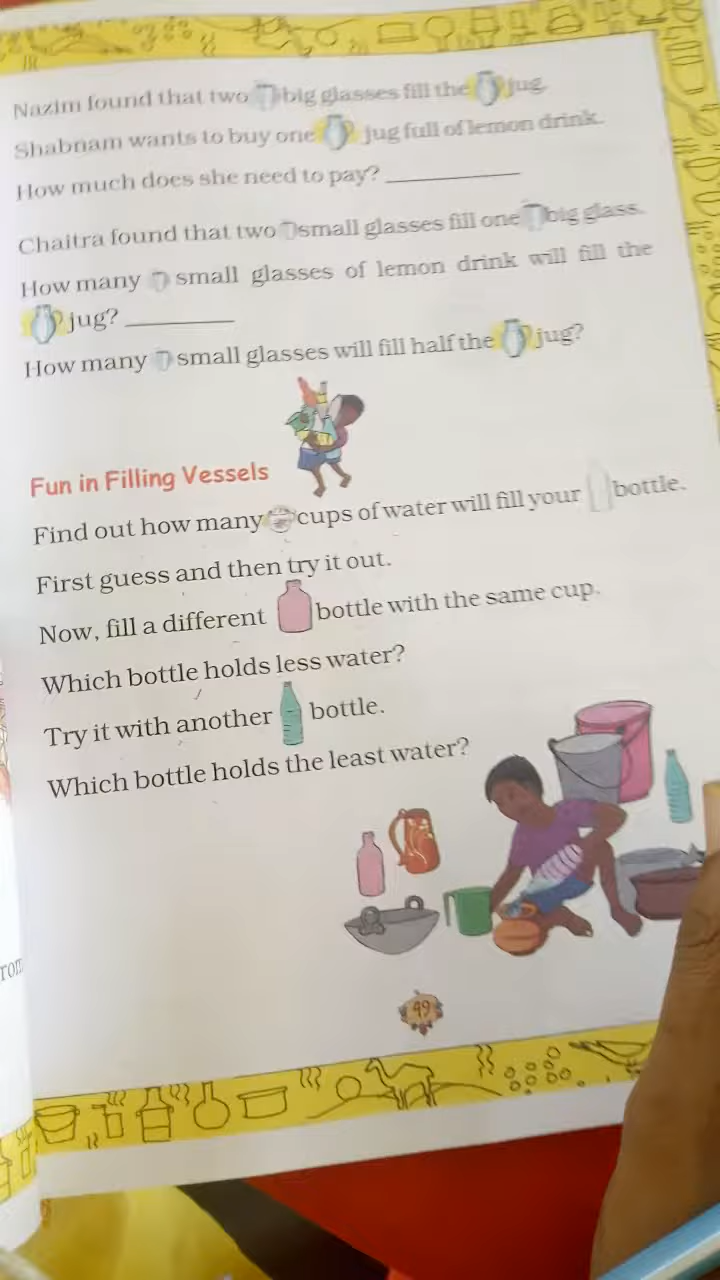 Nazim found that two big glasses fill the jug.
Shabnam wants to buy one jug full of lemon drink.
How much does she need to pay? ___________
Chaitra found that two small glasses fill one big glass.
How many small glasses of lemon drink will fill the
jug? _________
How many small glasses will fill half the jug?
Fun in Filling Vessels
Find out how many cups of water will fill your bottle.
First guess and then try it out.
Now, fill a different bottle with the same cup.
Which bottle holds less water?
Try it with another bottle.
Which bottle holds the least water?
99